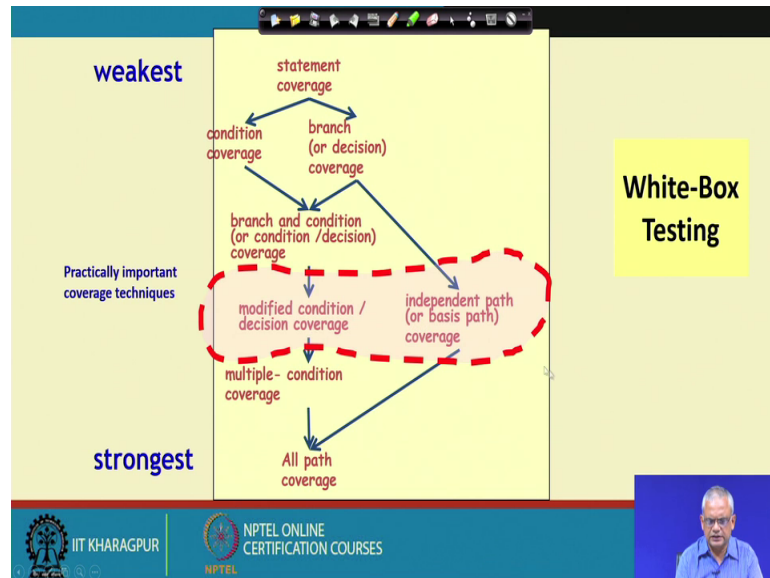 weakest
statement
coverage
condition
coverage
branch
(or decision)
coverage
White-Box
Testing
branch and condition
(or condition /decision)
coverage
Practically important
coverage techniques
modified condition /
decision coverage
independent path
(or basis path)
coverage
multiple- condition
coverage
strongest
All path
coverage
IIT KHARAGPUR
NPTEL
NPTEL ONLINE
CERTIFICATION COURSES